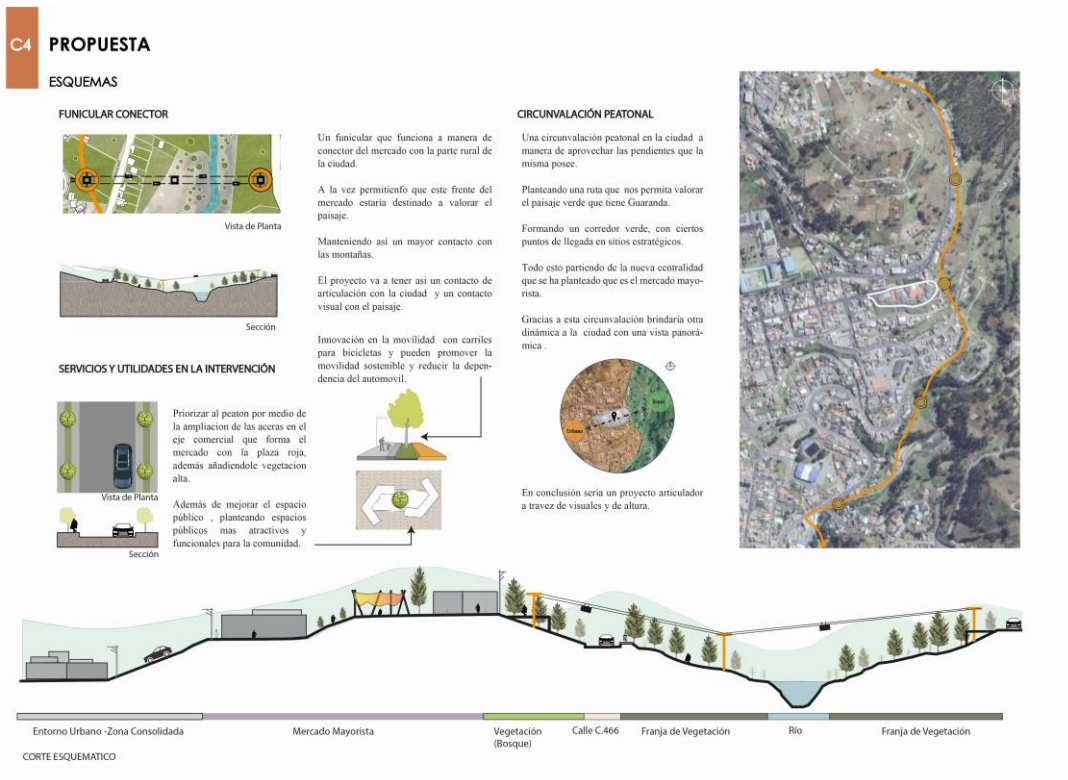 C4
PROPUESTA
ESQUEMAS
FUNICULAR CONECTOR
Vista de Planta
Sección
Un funicular que funciona a manera de
conector del mercado con la parte rural de
la ciudad.
A la vez permitienfo que este frente del
mercado estaría destinado a valorar el
paisaje.
Manteniendo así un mayor contacto con
las montañas.
El proyecto va a tener asi un contacto de
articulación con la ciudad y un contacto
visual con el paisaje.
Innovación en la movilidad con carriles
para bicicletas y pueden promover la
movilidad sostenible y reducir la depen-
dencia del automovil.
SERVICIOS Y UTILIDADES EN LA INTERVENCIÓN
Vista de Planta
Sección
Priorizar al peaton por medio de
la ampliacion de las aceras en el
eje comercial que forma el
mercado con la plaza roja,
además añadiendole vegetacion
alta.
Además de mejorar el espacio
público , planteando espacios
públicos mas atractivos y
funcionales para la comunidad.
CIRCUNVALACIÓN PEATONAL
Una circunvalación peatonal en la ciudad a
manera de aprovechar las pendientes que la
misma posee.
Planteando una ruta que nos permita valorar
el paisaje verde que tiene Guaranda.
Formando un corredor verde, con ciertos
puntos de llegada en sitios estratégicos.
Todo esto partiendo de la nueva centralidad
que se ha planteado que es el mercado mayo-
rista.
Gracias a esta circunvalación brindaría otra
dinámica a la ciudad con una vista panorá-
mica .
Urbano
Rural
En conclusión seria un proyecto articulador
a travez de visuales y de altura.
Entorno Urbano -Zona Consolidada
Mercado Mayorista
Vegetación
(Bosque)
Calle C.466
Franja de Vegetación
Río
Franja de Vegetación
CORTE ESQUEMATICO